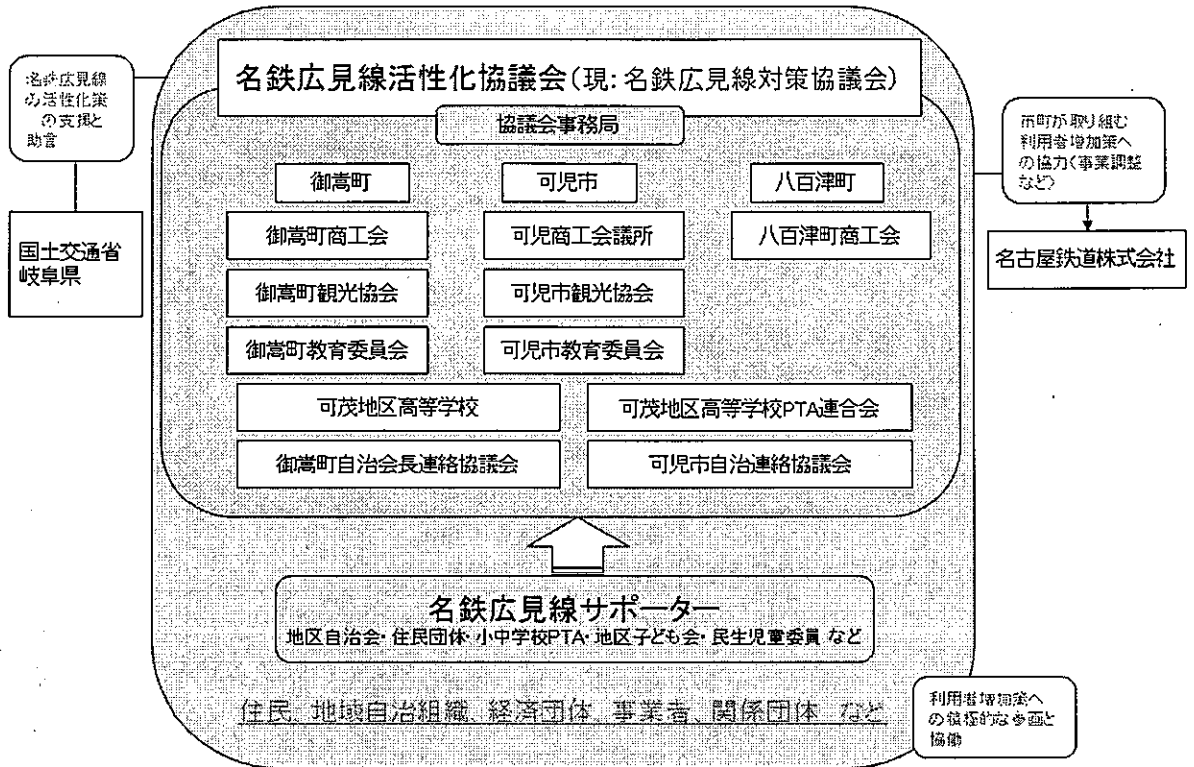 名鉄広見線活性化協議会(現:名鉄広見線対策協議会)
協議会事務局
名鉄広見線
の活性化策
の支援と
助言
国土交通省
岐阜県
市町が取り組む
利用者増加策へ
の協力(事業調整
など)
名古屋鉄道株式会社
御嵩町
可児市
八百津町
御嵩町商工会
可児商工会議所
八百津町商工会
御嵩町観光協会
可児市観光協会
御嵩町教育委員会
可児市教育委員会
可茂地区高等学校
可茂地区高等学校PTA連合会
御嵩町自治会長連絡協議会
可児市自治連絡協議会
名鉄広見線サポーター
地区自治会・住民団体・小中学校PTA・地区子ども会・民生児童委員 など
住民、地域自治組織、経済団体、事業者、関係団体 など
利用者増加策へ
の積極的な参画と
協働